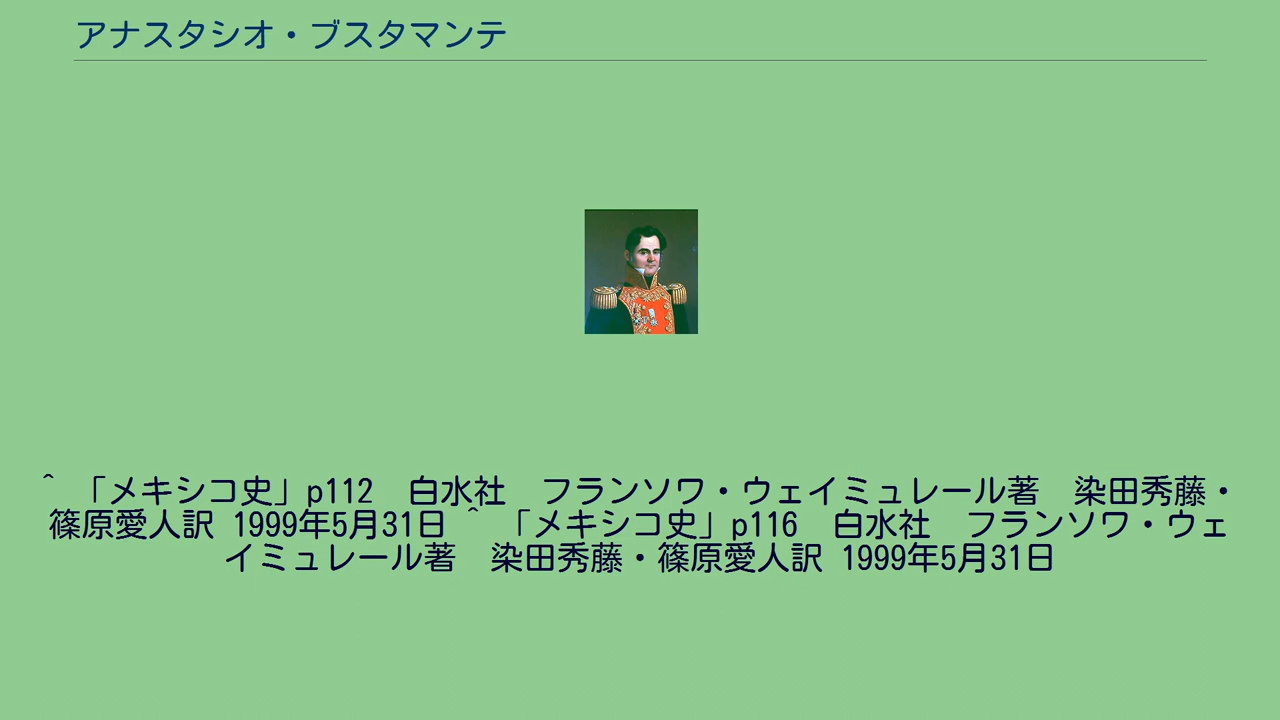 アナスタシオ・ブスタマンテ
^ 「メキシコ史」p112　白水社　フランソワ・ウェイミュレール著　染田秀藤・
篠原愛人訳 1999年5月31日 ^ 「メキシコ史」p116　白水社　フランソワ・ウェ
イミュレール著　染田秀藤・篠原愛人訳 1999年5月31日